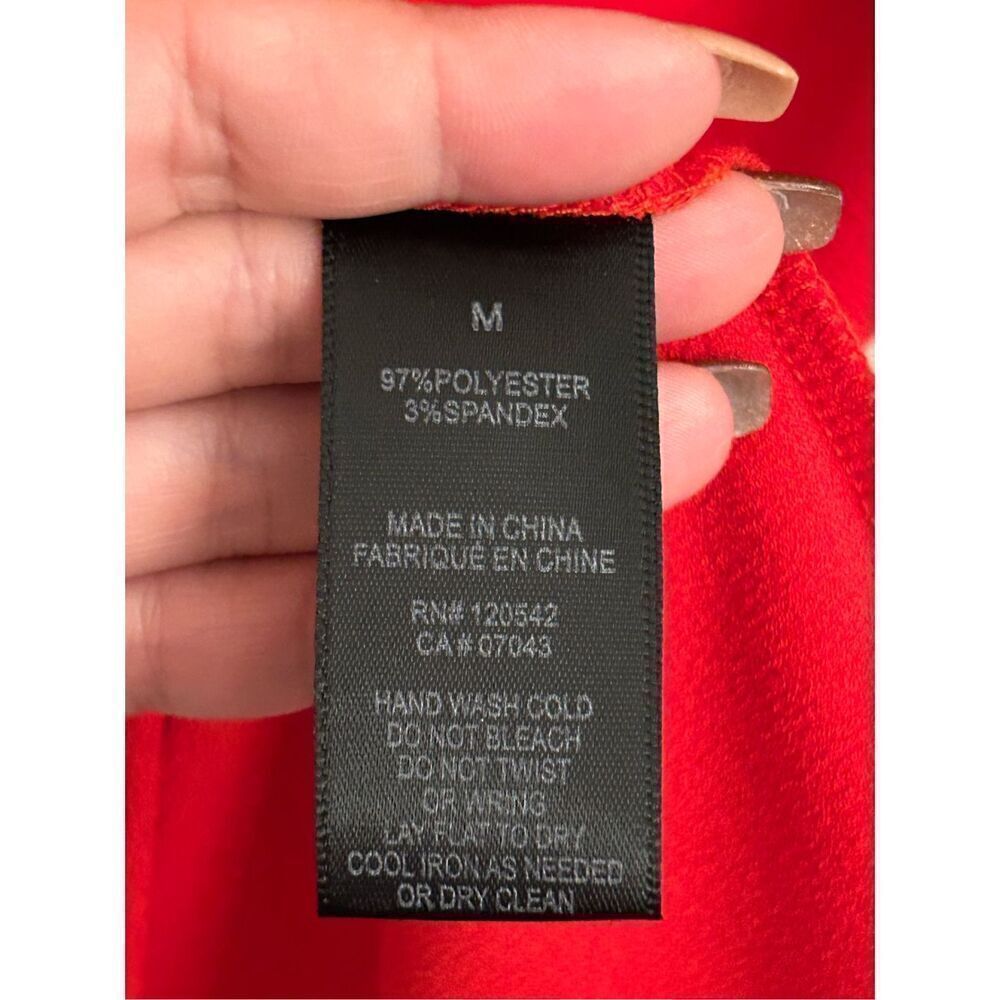 M
97%POLYESTER
3%SPANDEX
MADE IN CHINA
FABRIQUÉ EN CHINE
RN# 120542
CA# 07043
HAND WASH COLD
DO NOT BLEACH
DO NOT TWIST
OR WRING
LAY FLAT TO DRY
COOL IRON AS NEEDED
OR DRY CLEAN